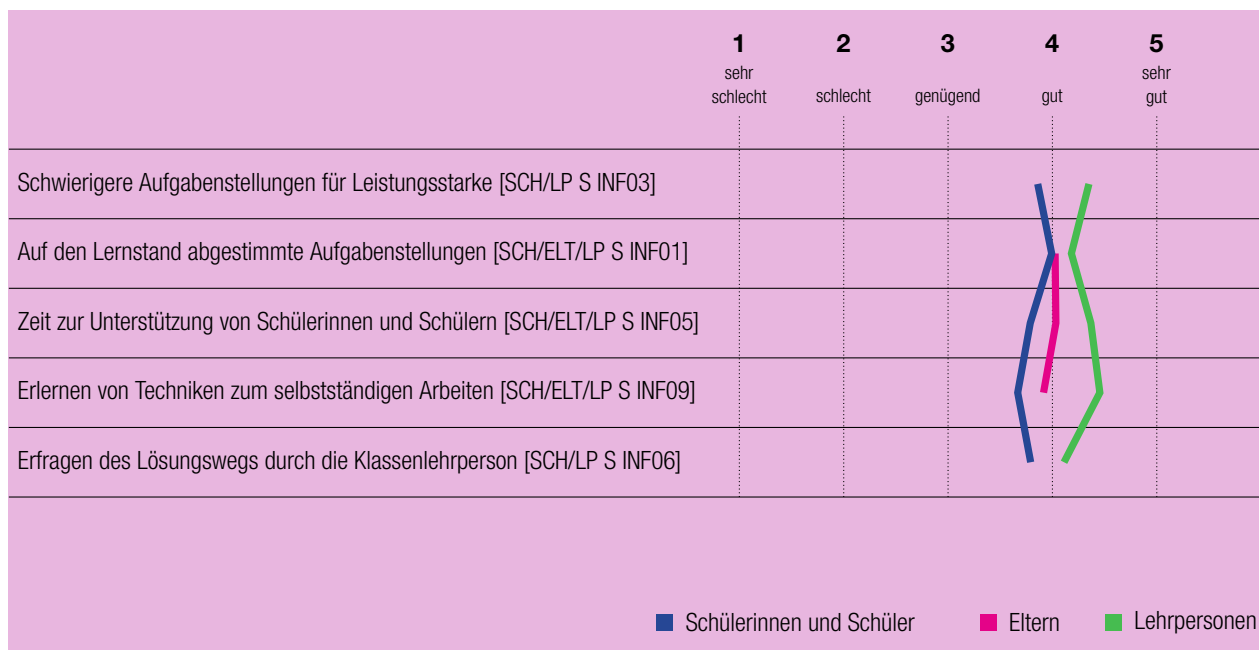 1 2 3 4 5
sehr schlecht schlecht genügend gut sehr gut
Schwierigere Aufgabenstellungen für Leistungsstarke [SCH/LP S INF03]
Auf den Lernstand abgestimmte Aufgabenstellungen [SCH/ELT/LP S INF01]
Zeit zur Unterstützung von Schülerinnen und Schülern [SCH/ELT/LP S INF05]
Erlernen von Techniken zum selbstständigen Arbeiten [SCH/ELT/LP S INF09]
Erfragen des Lösungswegs durch die Klassenlehrperson [SCH/LP S INF06]
Schülerinnen und Schüler Eltern Lehrpersonen